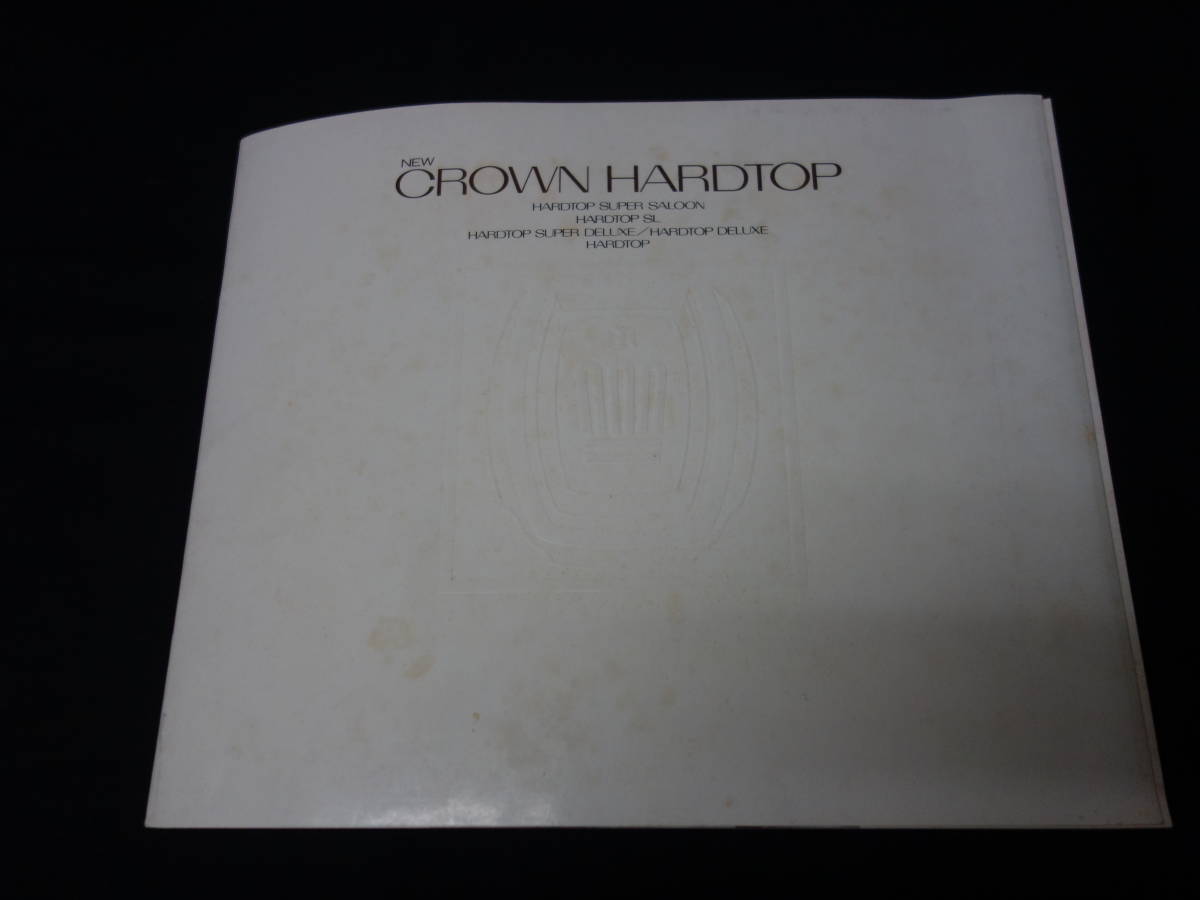 NEW
CROWN HARDTOP
HARDTOP SUPER SALOON
HARDTOP SL
HARDTOP SUPER DELUXE/HARDTOP DELUXE
HARDTOP